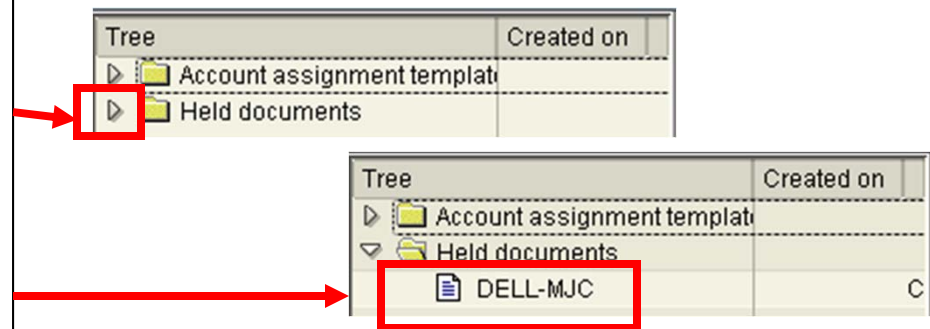 Tree Created on
Account assignment templat
Held documents
Tree Created on
Account assignment templat
Held documents
DELL-MJC C